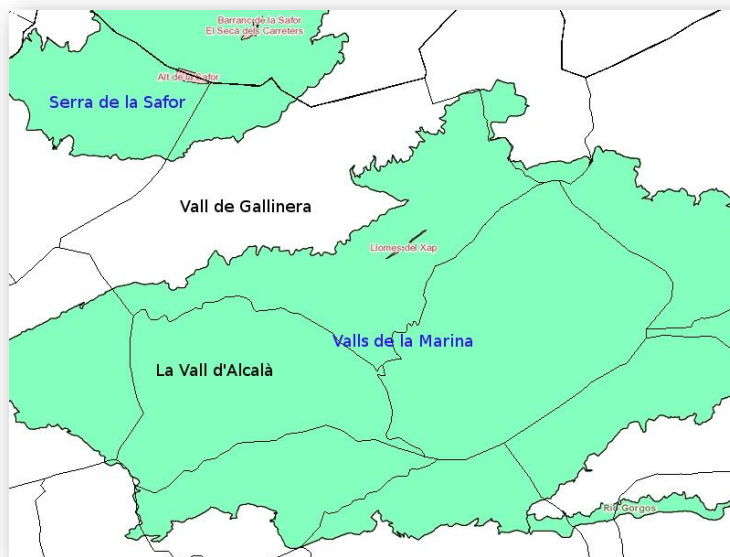 Barranc de la Safor
El Secà dels Carreters
Alt de la Safor
Serra de la Safor
Vall de Gallinera
Llomes del Xap
Valls de la Marina
La Vall d'Alcalà
Riu Gorgos